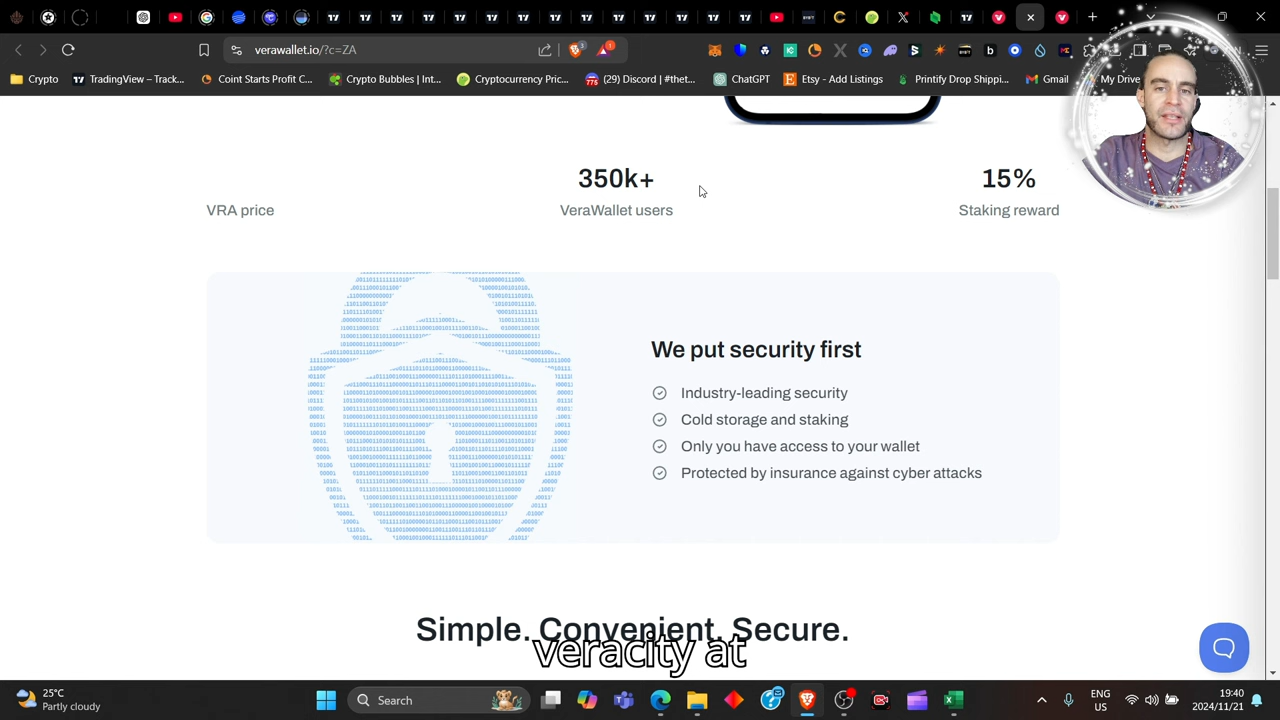 verawallet.io/?c=ZA
Crypto
TradingView – Track...
Coint Starts Profit C...
Crypto Bubbles | Int...
Cryptocurrency Pric...
775
(29) Discord | #thet...
ChatGPT
Etsy - Add Listings
Printify Drop Shippi...
Gmail
My Drive
350k+
15%
VRA price
VeraWallet users
Staking reward
We put security first
Industry-leading security
Cold storage and staking
Only you have access to your wallet
Protected by insurance against cyber attacks
Simple. Convenient. Secure.
veracity at
25°C
Partly cloudy
Search
ENG
US
19:40
2024/11/21